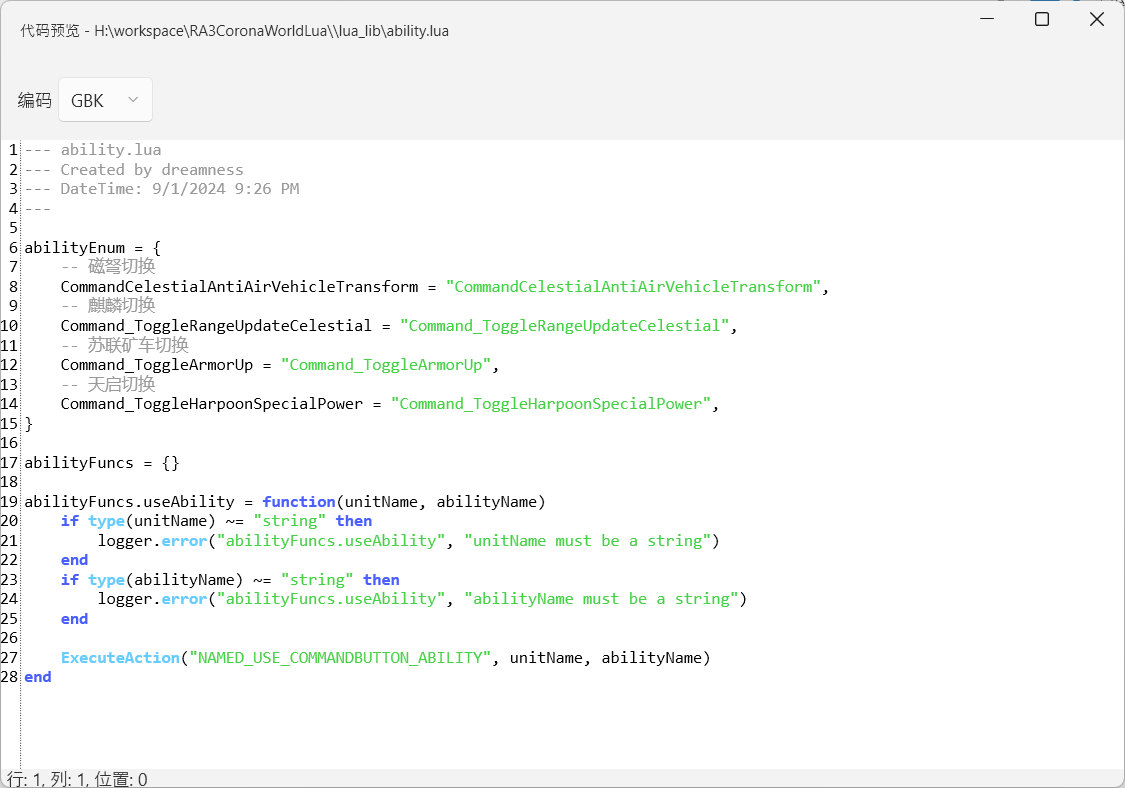 代码预览 - H:\workspace\RA3CoronaWorldLua\\lua_lib\ability.lua
编码 GBK
1 --- ability.lua
2 --- Created by dreamness
3 --- DateTime: 9/1/2024 9:26 PM
4 ---
5
6 abilityEnum = {
7     -- 磁弩切换
8     CommandCelestialAntiAirVehicleTransform = "CommandCelestialAntiAirVehicleTransform",
9     -- 麒麟切换
10     Command_ToggleRangeUpdateCelestial = "Command_ToggleRangeUpdateCelestial",
11     -- 苏联矿车切换
12     Command_ToggleArmorUp = "Command_ToggleArmorUp",
13     -- 天启切换
14     Command_ToggleHarpoonSpecialPower = "Command_ToggleHarpoonSpecialPower",
15 }
16
17 abilityFuncs = {}
18
19 abilityFuncs.useAbility = function(unitName, abilityName)
20     if type(unitName) ~= "string" then
21         logger.error("abilityFuncs.useAbility", "unitName must be a string")
22     end
23     if type(abilityName) ~= "string" then
24         logger.error("abilityFuncs.useAbility", "abilityName must be a string")
25     end
26
27     ExecuteAction("NAMED_USE_COMMANDBUTTON_ABILITY", unitName, abilityName)
28 end
行: 1, 列: 1, 位置: 0